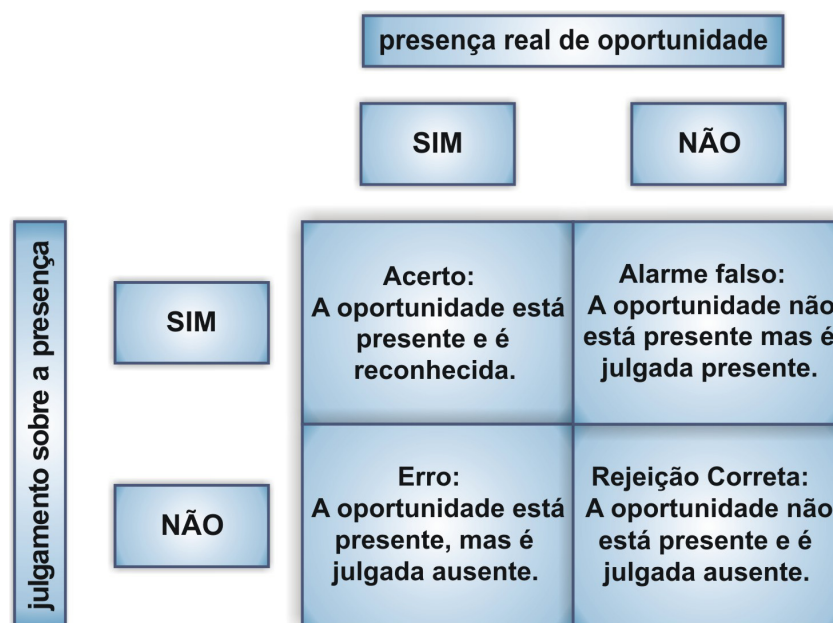 presença real de oportunidade
SIM
NÃO
julgamento sobre a presença
SIM
Acerto:
A oportunidade está
presente e é
reconhecida.
Alarme falso:
A oportunidade não
está presente mas é
julgada presente.
NÃO
Erro:
A oportunidade está
presente, mas é
julgada ausente.
Rejeição Correta:
A oportunidade não
está presente e é
julgada ausente.